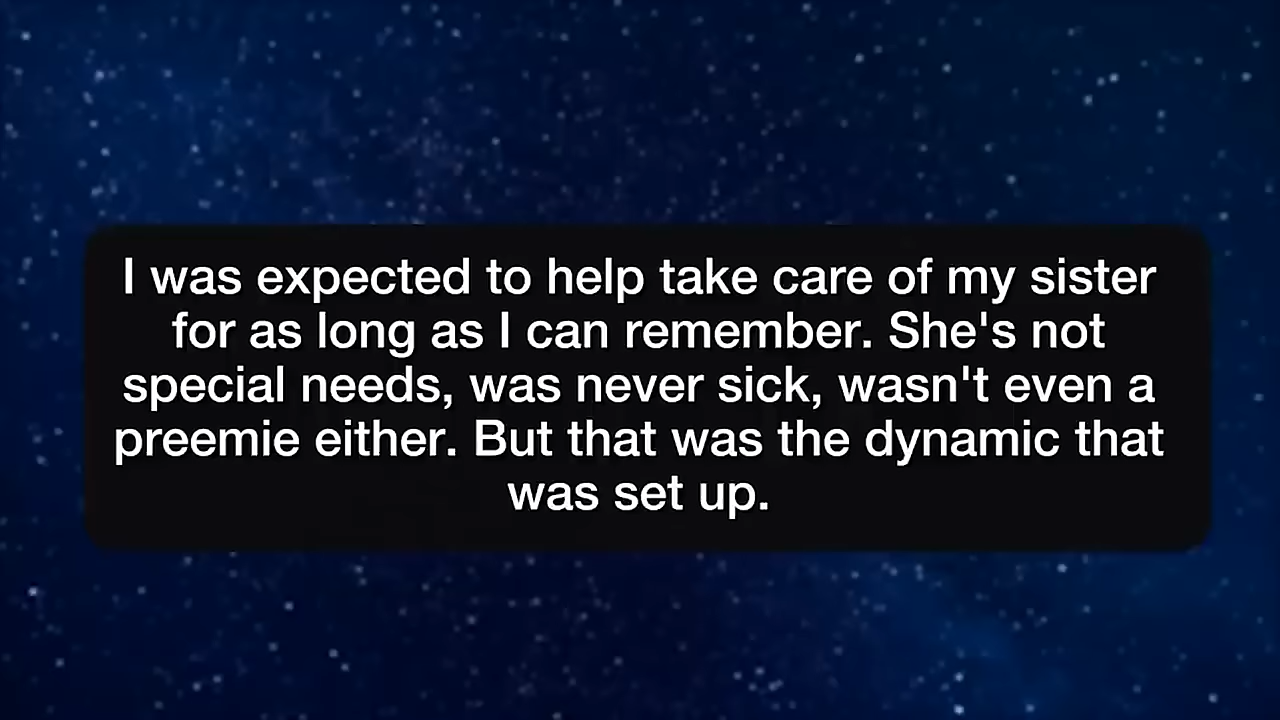 I was expected to help take care of my sister
for as long as I can remember. She's not
special needs, was never sick, wasn't even a
preemie either. But that was the dynamic that
was set up.